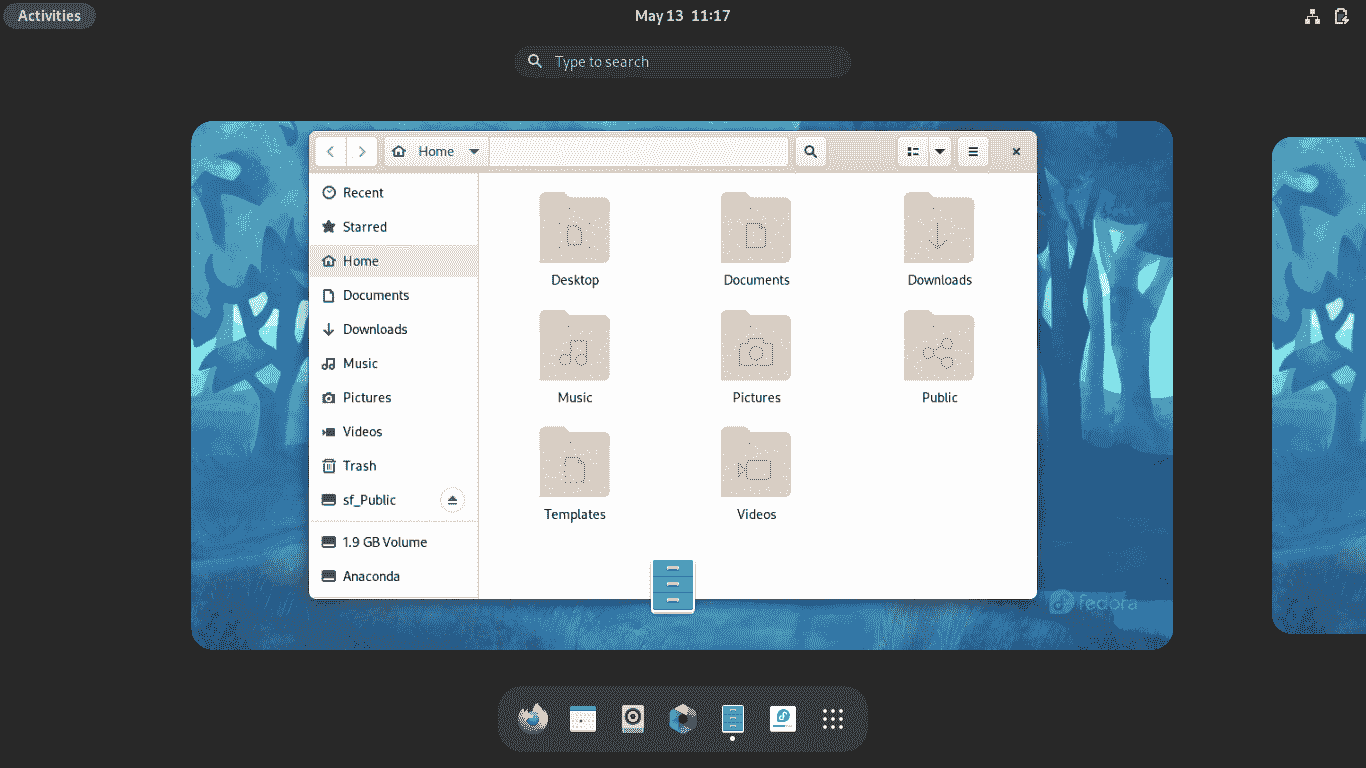 Activities
May 13 11:17
Type to search
Home
Recent
Starred
Home
Documents
Downloads
Music
Pictures
Videos
Trash
sf_Public
1.9 GB Volume
Anaconda
Desktop
Documents
Downloads
Music
Pictures
Public
Templates
Videos
fedora